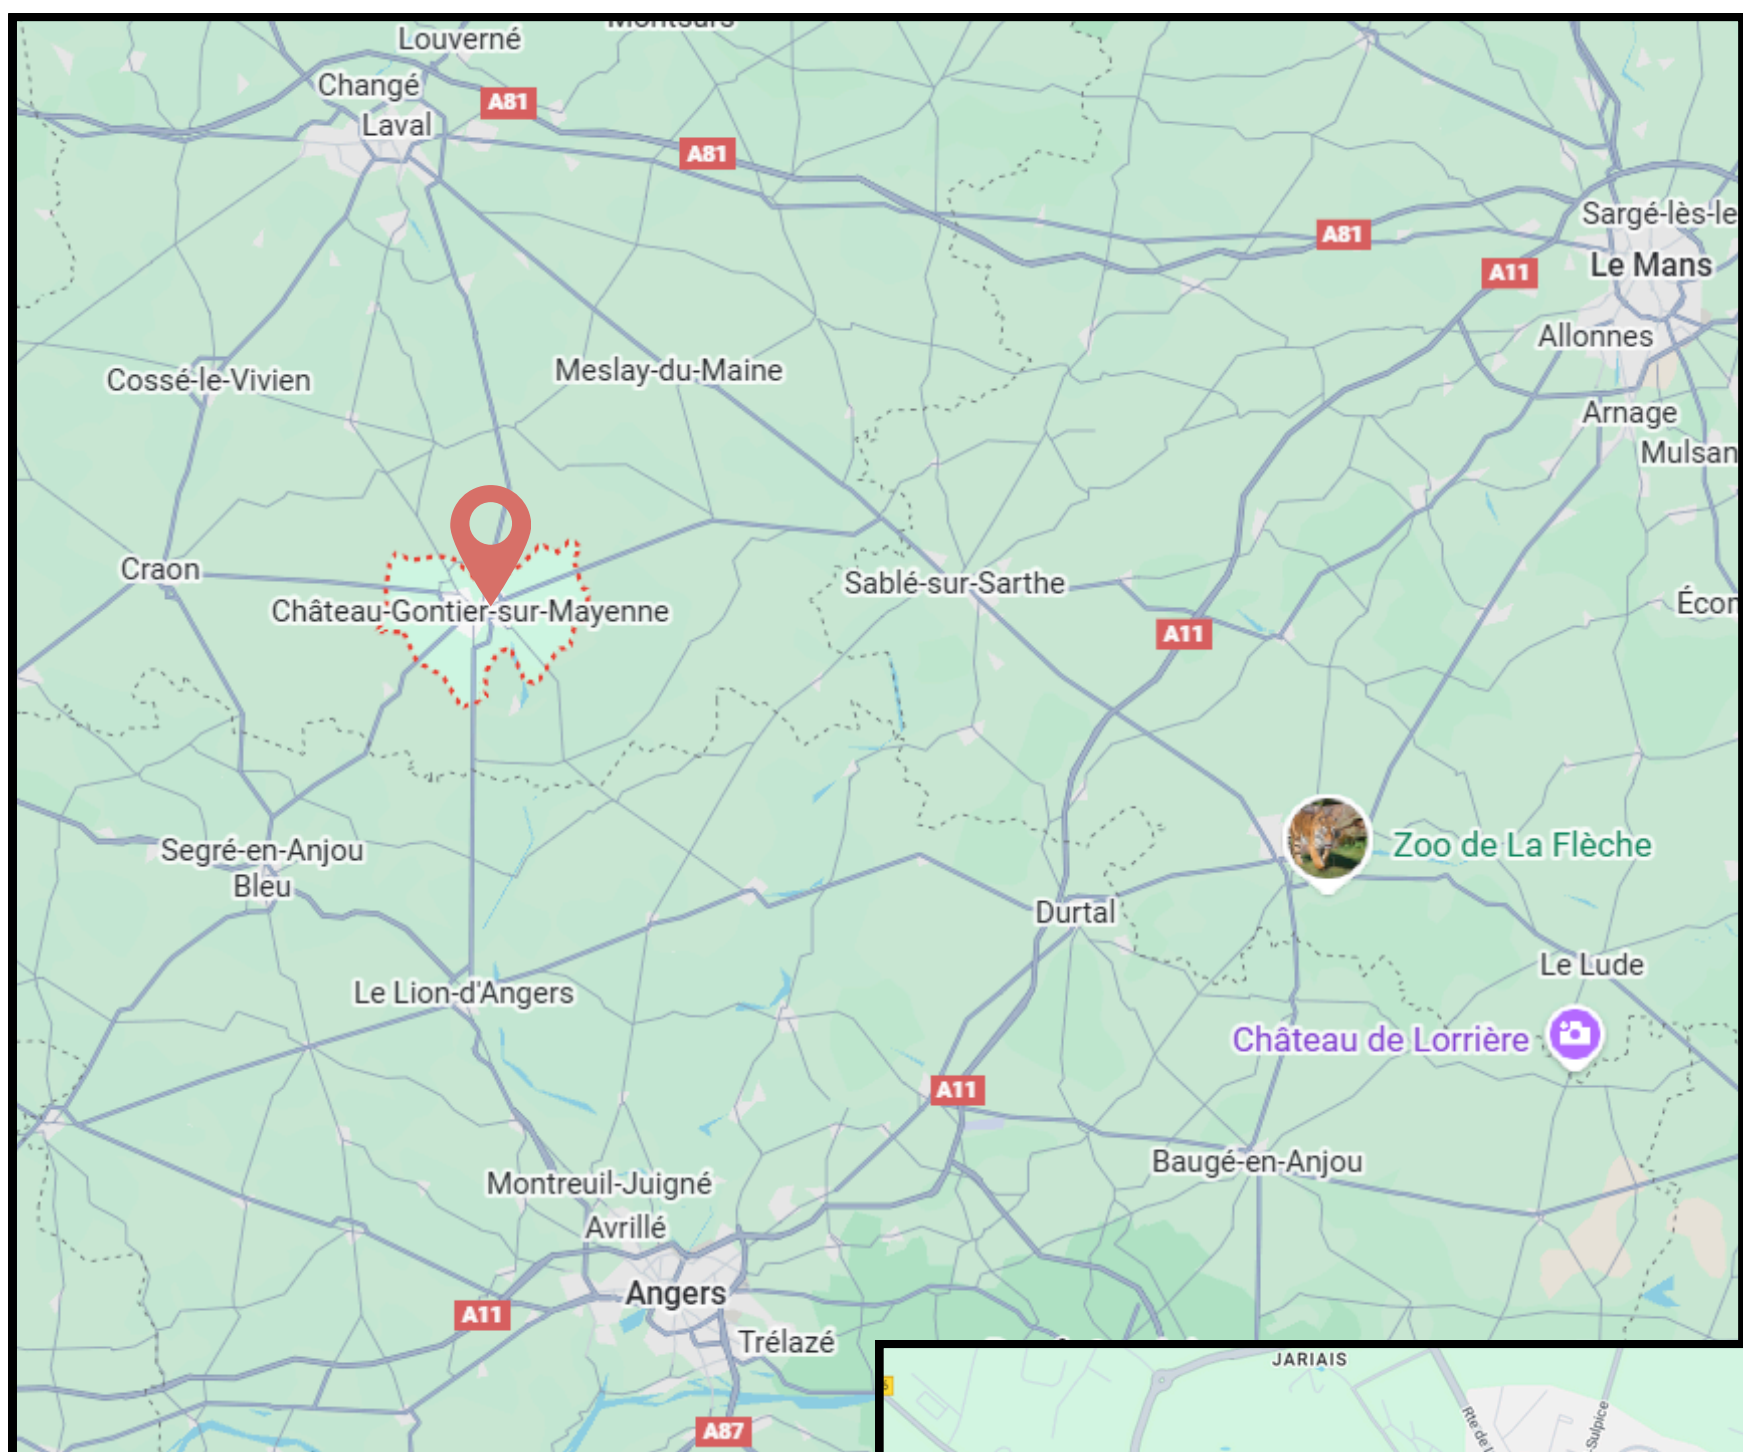 Louverné
Changé
A81
Laval
A81
Sargé-lès-le
A81
Le Mans
A11
Allonnes
Meslay-du-Maine
Cossé-le-Vivien
Arnage
Mulsan
Craon
Sablé-sur-Sarthe
Château-Gontier-sur-Mayenne
A11
Zoo de La Flèche
Segré-en-Anjou
Bleu
Durtal
Le Lude
Le Lion-d'Angers
Château de Lorrière
A11
Baugé-en-Anjou
Montreuil-Juigné
Avrillé
Angers
A11
Trélazé
JARIAIS
A87
Rte de
Sulpice